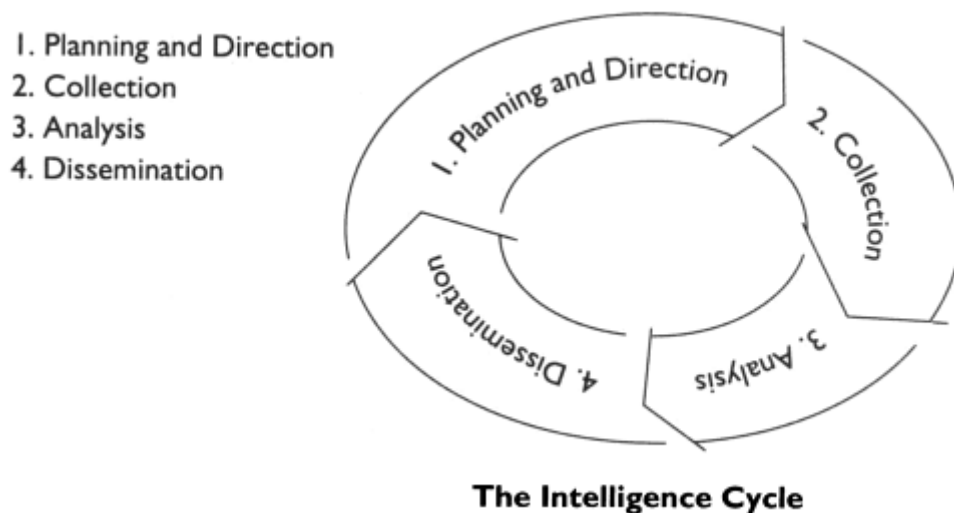 1. Planning and Direction
2. Collection
3. Analysis
4. Dissemination
1. Planning and Direction
2. Collection
3. Analysis
4. Dissemination
The Intelligence Cycle